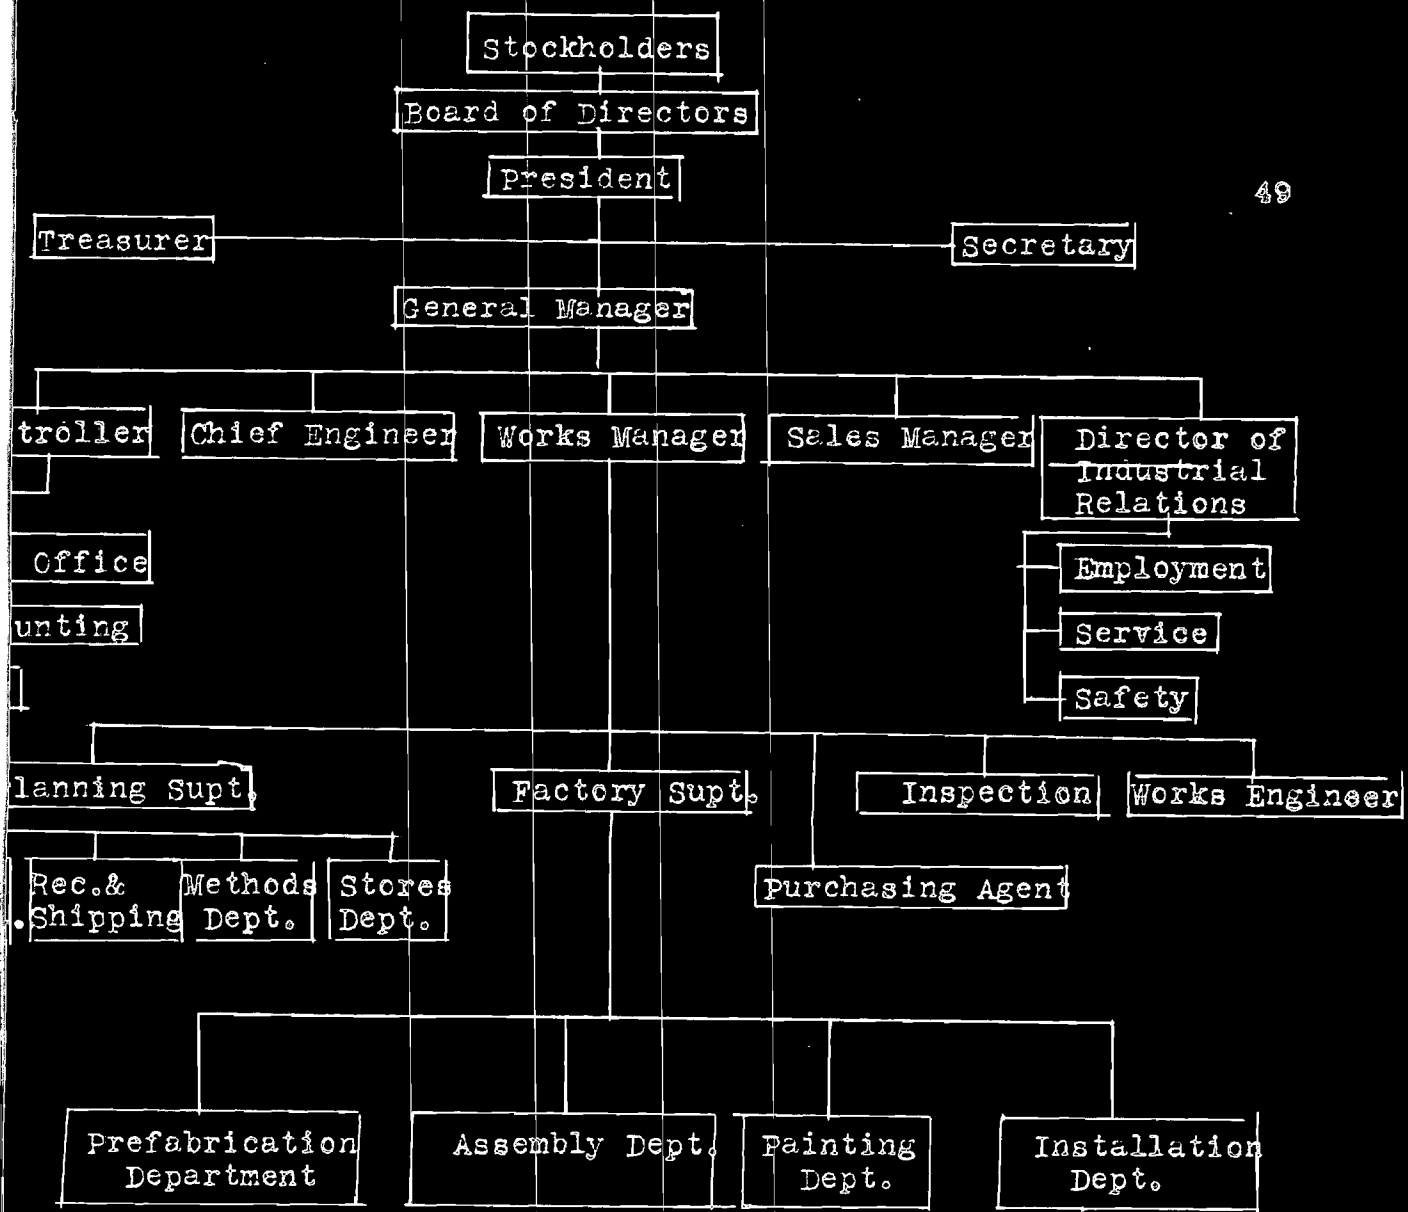 Stockholders
Board of Directors
President
49
Treasurer
Secretary
General Manager
troller
Chief Engineer
Works Manager
Sales Manager
Director of
Industrial
Relations
Office
Employment
unting
Service
Safety
lanning Supt.
Factory Supt.
Inspection
Works Engineer
Rec.&
Shipping
Methods
Dept.
Stores
Dept.
.
Purchasing Agent
Prefabrication
Department
Assembly Dept.
Painting
Dept.
Installation
Dept.